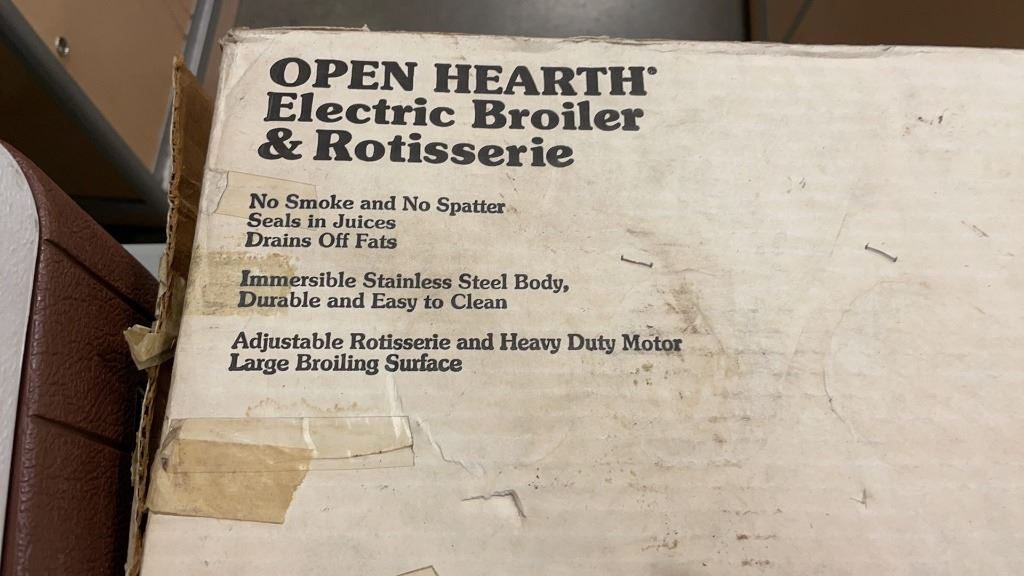 OPEN HEARTH®
Electric Broiler
& Rotisserie
No Smoke and No Spatter
Seals in Juices
Drains Off Fats
Immersible Stainless Steel Body,
Durable and Easy to Clean
Adjustable Rotisserie and Heavy Duty Motor
Large Broiling Surface